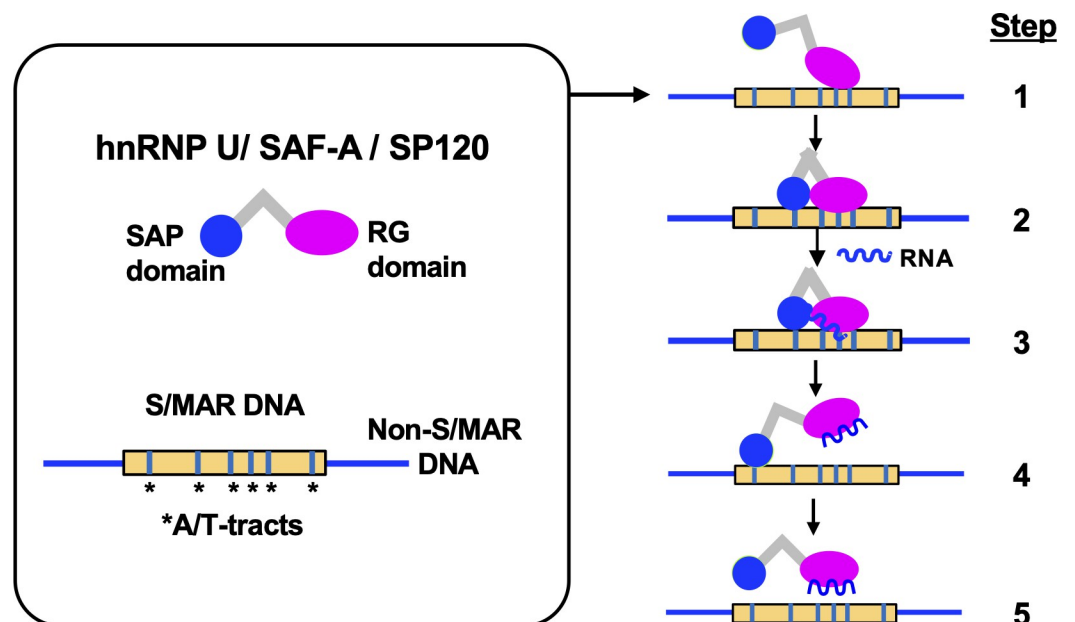 hnRNP U/ SAF-A / SP120
SAP
domain
RG
domain
S/MAR DNA
Non-S/MAR
DNA
* * * * * *
*A/T-tracts
Step
1
2
RNA
3
4
5